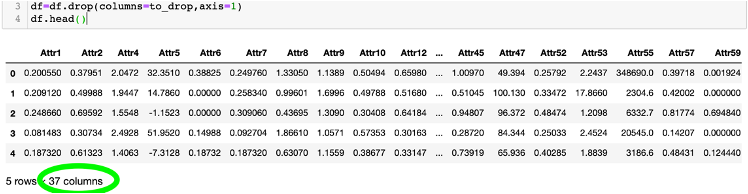 3 df=df.drop(columns=to_drop,axis=1)
4 df.head()
Attr1 Attr2 Attr4 Attr5 Attr6 Attr7 Attr8 Attr9 Attr10 Attr12 ... Attr45 Attr47 Attr52 Attr53 Attr55 Attr57 Attr59
0 0.200550 0.37951 2.0472 32.3510 0.38825 0.249760 1.33050 1.1389 0.50494 0.65980 ... 1.00970 49.394 0.25792 2.2437 348690.0 0.39718 0.001924
1 0.209120 0.49988 1.9447 14.7860 0.00000 0.258340 0.99601 1.6996 0.49788 0.51680 ... 0.51045 100.130 0.33472 17.8660 2304.6 0.42002 0.000000
2 0.248660 0.69592 1.5548 -1.1523 0.00000 0.309060 0.43695 1.3090 0.30408 0.64184 ... 0.94807 96.372 0.48474 1.2098 6332.7 0.81774 0.694840
3 0.081483 0.30734 2.4928 51.9520 0.14988 0.092704 1.86610 1.0571 0.57353 0.30163 ... 0.28720 84.344 0.25033 2.4524 20545.0 0.14207 0.000000
4 0.187320 0.61323 1.4063 -7.3128 0.18732 0.187320 0.63070 1.1559 0.38677 0.33147 ... 0.73919 65.936 0.40285 1.8839 3186.6 0.48431 0.124440
5 rows × 37 columns